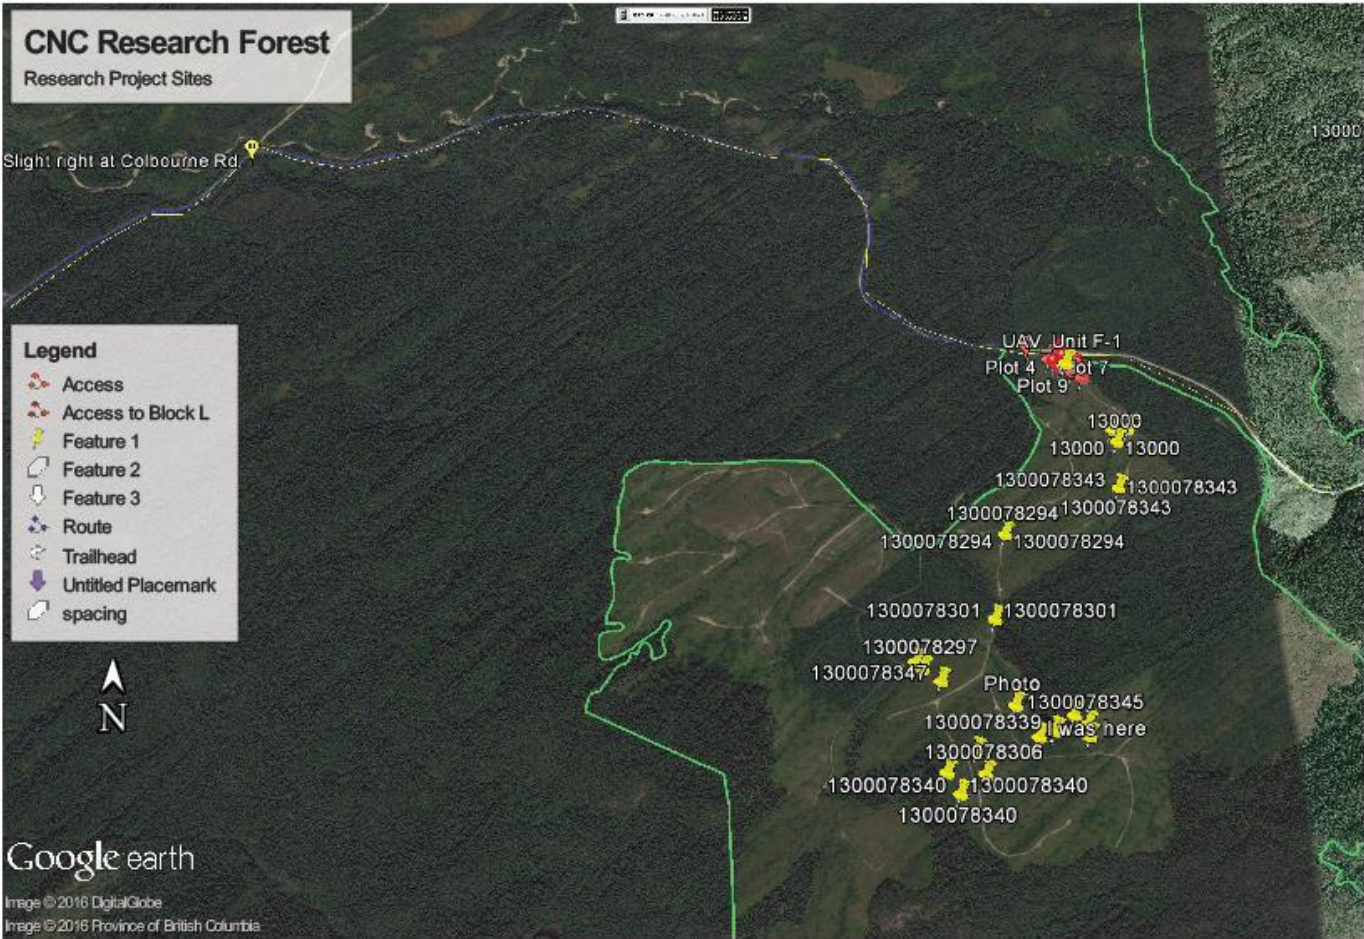 CNC Research Forest
Research Project Sites
13000
Slight right at Colbourne Rd.
Legend
Access
Access to Block L
Feature 1
Feature 2
Feature 3
Route
Trailhead
Untitled Placemark
spacing
N
UAV Unit F-1
Plot 4 ot 7
Plot 9
13000
13000 13000
1300078343 1300078343
1300078294 1300078343
1300078294 1300078294
1300078301 1300078301
1300078297
1300078347
Photo
1300078345
1300078339 I was here
1300078306
1300078340 1300078340
1300078340
Google earth
Image © 2016 DigitalGlobe
Image © 2016 Province of British Columbia